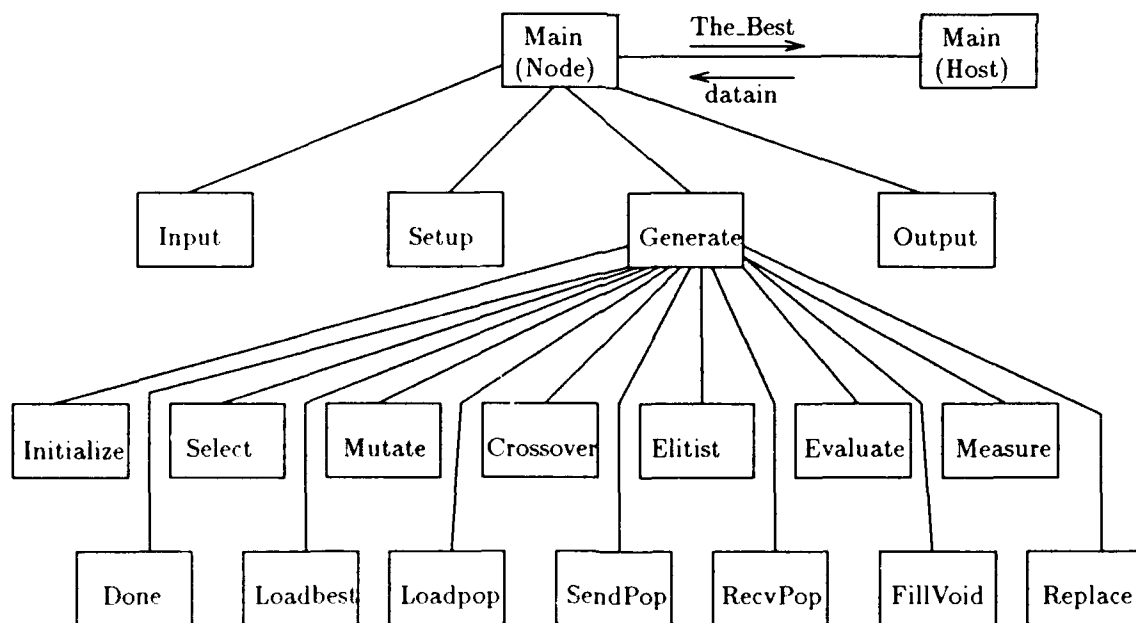 Main
(Node)
The_Best
datain
Main
(Host)
Input
Setup
Generate
Output
Initialize
Select
Mutate
Crossover
Elitist
Evaluate
Measure
Done
Loadbest
Loadpop
SendPop
RecvPop
FillVoid
Replace